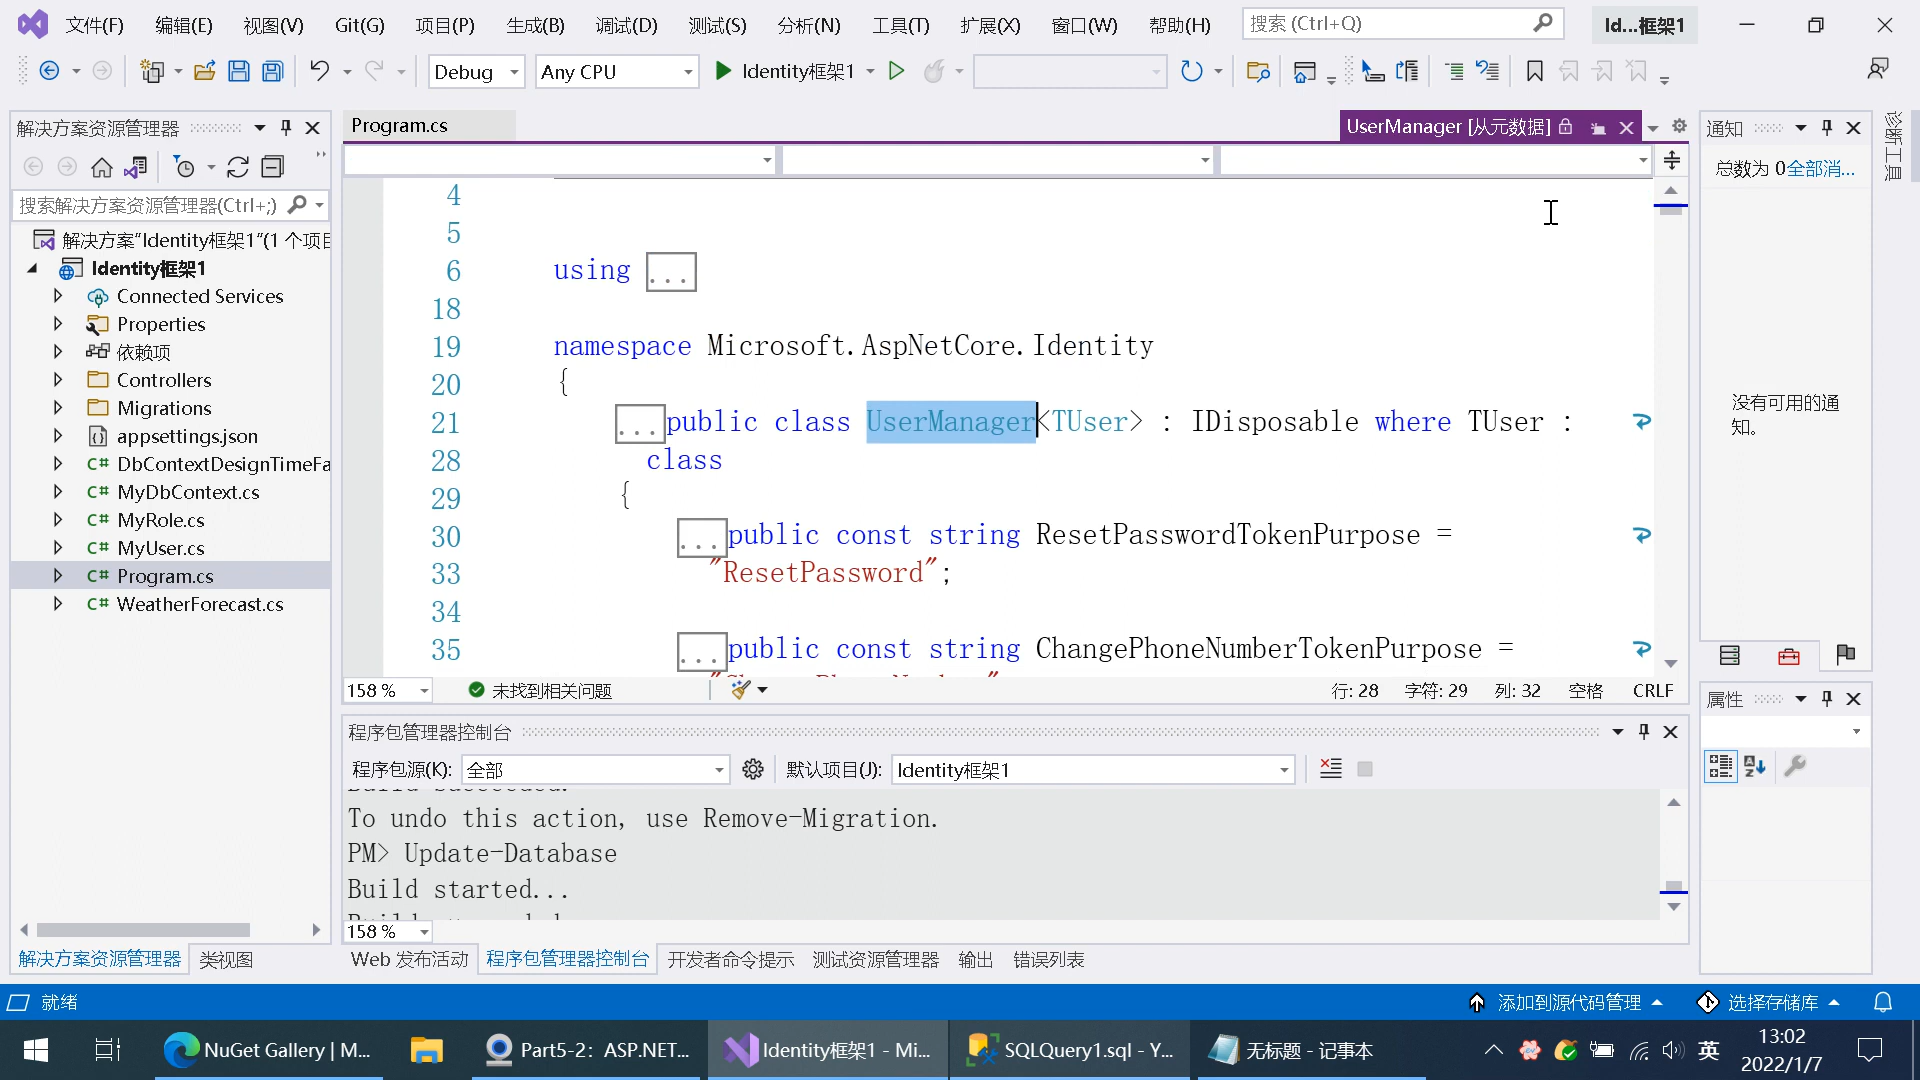 文件(F) 编辑(E) 视图(V) Git(G) 项目(P) 生成(B) 调试(D) 测试(S) 分析(N) 工具(T) 扩展(X) 窗口(W) 帮助(H) 搜索 (Ctrl+Q) Id...框架1
Debug Any CPU Identity框架1
解决方案资源管理器
搜索解决方案资源管理器(Ctrl+;)
解决方案"Identity框架1"(1 个项目
Identity框架1
Connected Services
Properties
依赖项
Controllers
Migrations
appsettings.json
DbContextDesignTimeFa
MyDbContext.cs
MyRole.cs
MyUser.cs
Program.cs
WeatherForecast.cs
解决方案资源管理器 类视图
Program.cs UserManager [从元数据]
4
5
6 using ...
18
19 namespace Microsoft.AspNetCore.Identity
20 {
21 ...public class UserManager<TUser> : IDisposable where TUser :
28 class
29 {
30 ...public const string ResetPasswordTokenPurpose =
33 "ResetPassword";
34
35 ...public const string ChangePhoneNumberTokenPurpose =
158 % 未找到相关问题 行: 28 字符: 29 列: 32 空格 CRLF
程序包管理器控制台
程序包源(K): 全部 默认项目(J): Identity框架1
To undo this action, use Remove-Migration.
PM> Update-Database
Build started...
158 %
Web 发布活动 程序包管理器控制台 开发者命令提示 测试资源管理器 输出 错误列表
通知
总数为 0全部消...
没有可用的通
知。
属性
诊断工具
就绪 添加到源代码管理 选择存储库
NuGet Gallery | M... Part5-2：ASP.NET... Identity框架1 - Mi... SQLQuery1.sql - Y... 无标题 - 记事本 英 13:02
2022/1/7